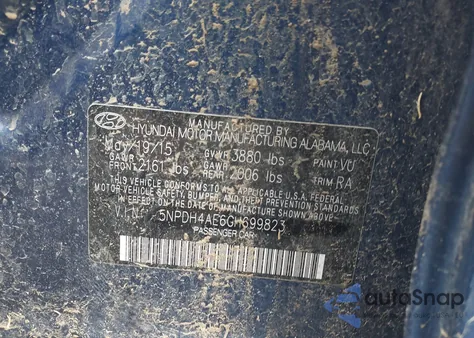 MANUFACTURED BY
HYUNDAI MOTOR MANUFACTURING ALABAMA, LLC
GVWR 3880 lbs PAINT VU
GAWR FRONT 2161 lbs GAWR REAR 2006 lbs TRIM RA
THIS VEHICLE CONFORMS TO ALL APPLICABLE U.S. FEDERAL
MOTOR VEHICLE SAFETY, BUMPER, AND THEFT PREVENTION STANDARDS
IN EFFECT ON THE DATE OF MANUFACTURE SHOWN ABOVE.
5NPDH4AE6GH699823
PASSENGER CAR
autoSnap